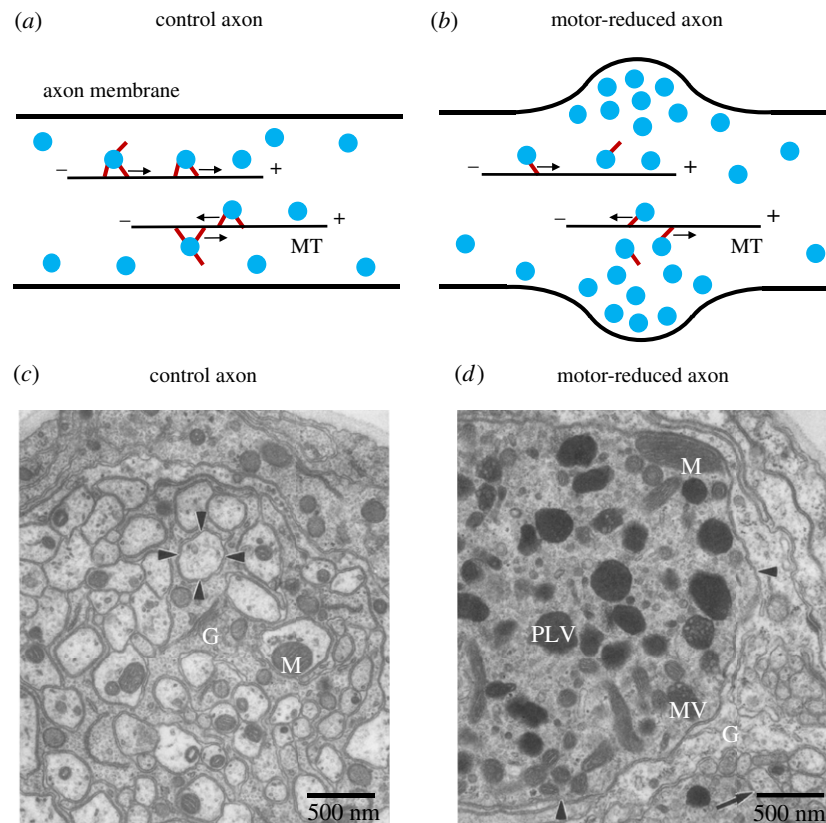 (a) control axon
axon membrane
– +
– +
MT
(b) motor-reduced axon
– +
– +
MT
(c) control axon
G
M
500 nm
(d) motor-reduced axon
M
PLV
MV
G
500 nm